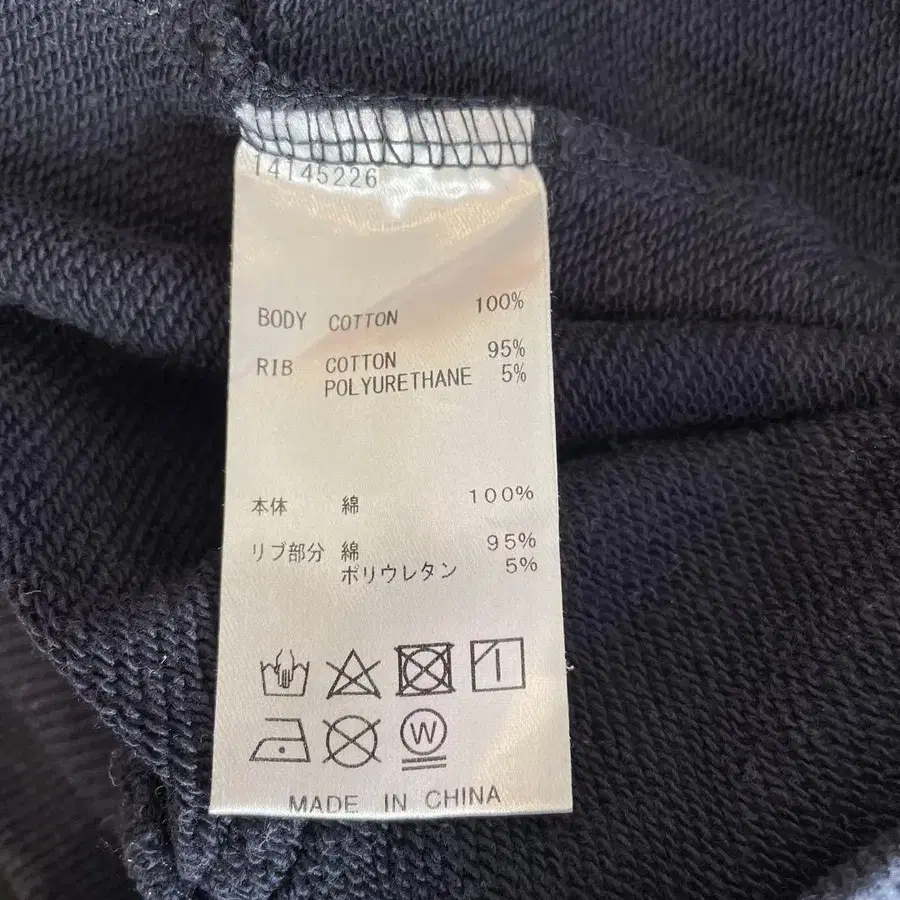 14145226
BODY COTTON 100%
RIB COTTON 95%
POLYURETHANE 5%
本体 綿 100%
リブ部分 綿 95%
ポリウレタン 5%
W
MADE IN CHINA